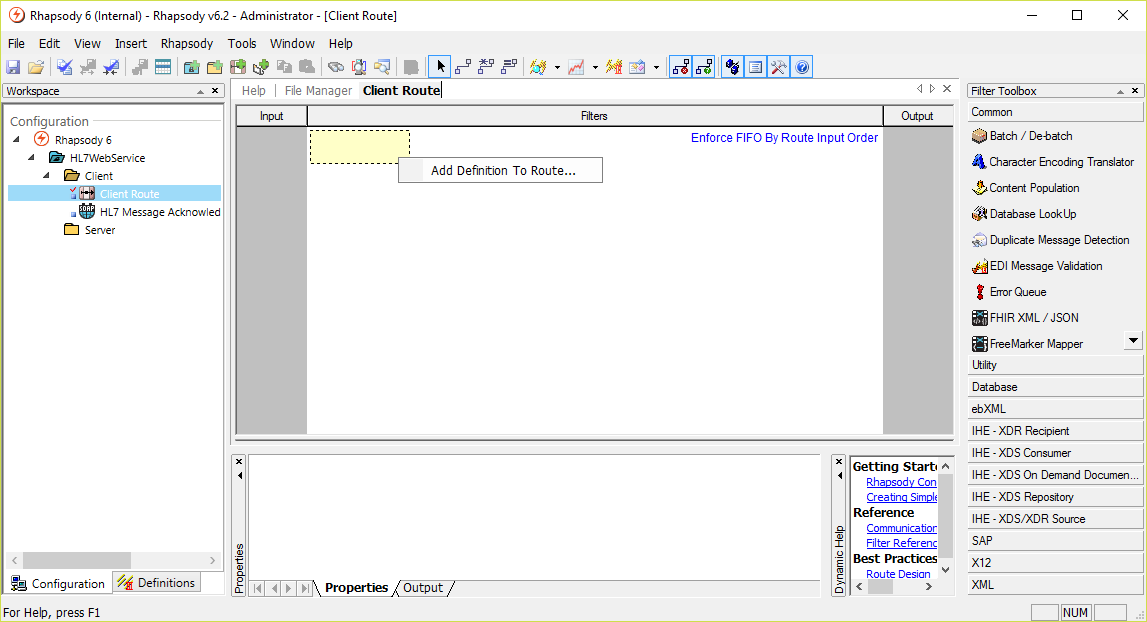 Rhapsody 6 (Internal) - Rhapsody v6.2 - Administrator - [Client Route]
File Edit View Insert Rhapsody Tools Window Help
Workspace
Configuration
Rhapsody 6
HL7WebService
Client
Client Route
HL7 Message Acknowled
Server
Configuration Definitions
Help File Manager Client Route
Input Filters Output
Enforce FIFO By Route Input Order
Add Definition To Route...
Properties
Properties Output
Dynamic Help
Getting Starte
Rhapsody Con
Creating Simple
Reference
Communication
Filter Referenc
Best Practices
Route Design
Filter Toolbox
Common
Batch / De-batch
Character Encoding Translator
Content Population
Database LookUp
Duplicate Message Detection
EDI Message Validation
Error Queue
FHIR XML / JSON
FreeMarker Mapper
Utility
Database
ebXML
IHE - XDR Recipient
IHE - XDS Consumer
IHE - XDS On Demand Documen...
IHE - XDS Repository
IHE - XDS/XDR Source
SAP
X12
XML
For Help, press F1
NUM